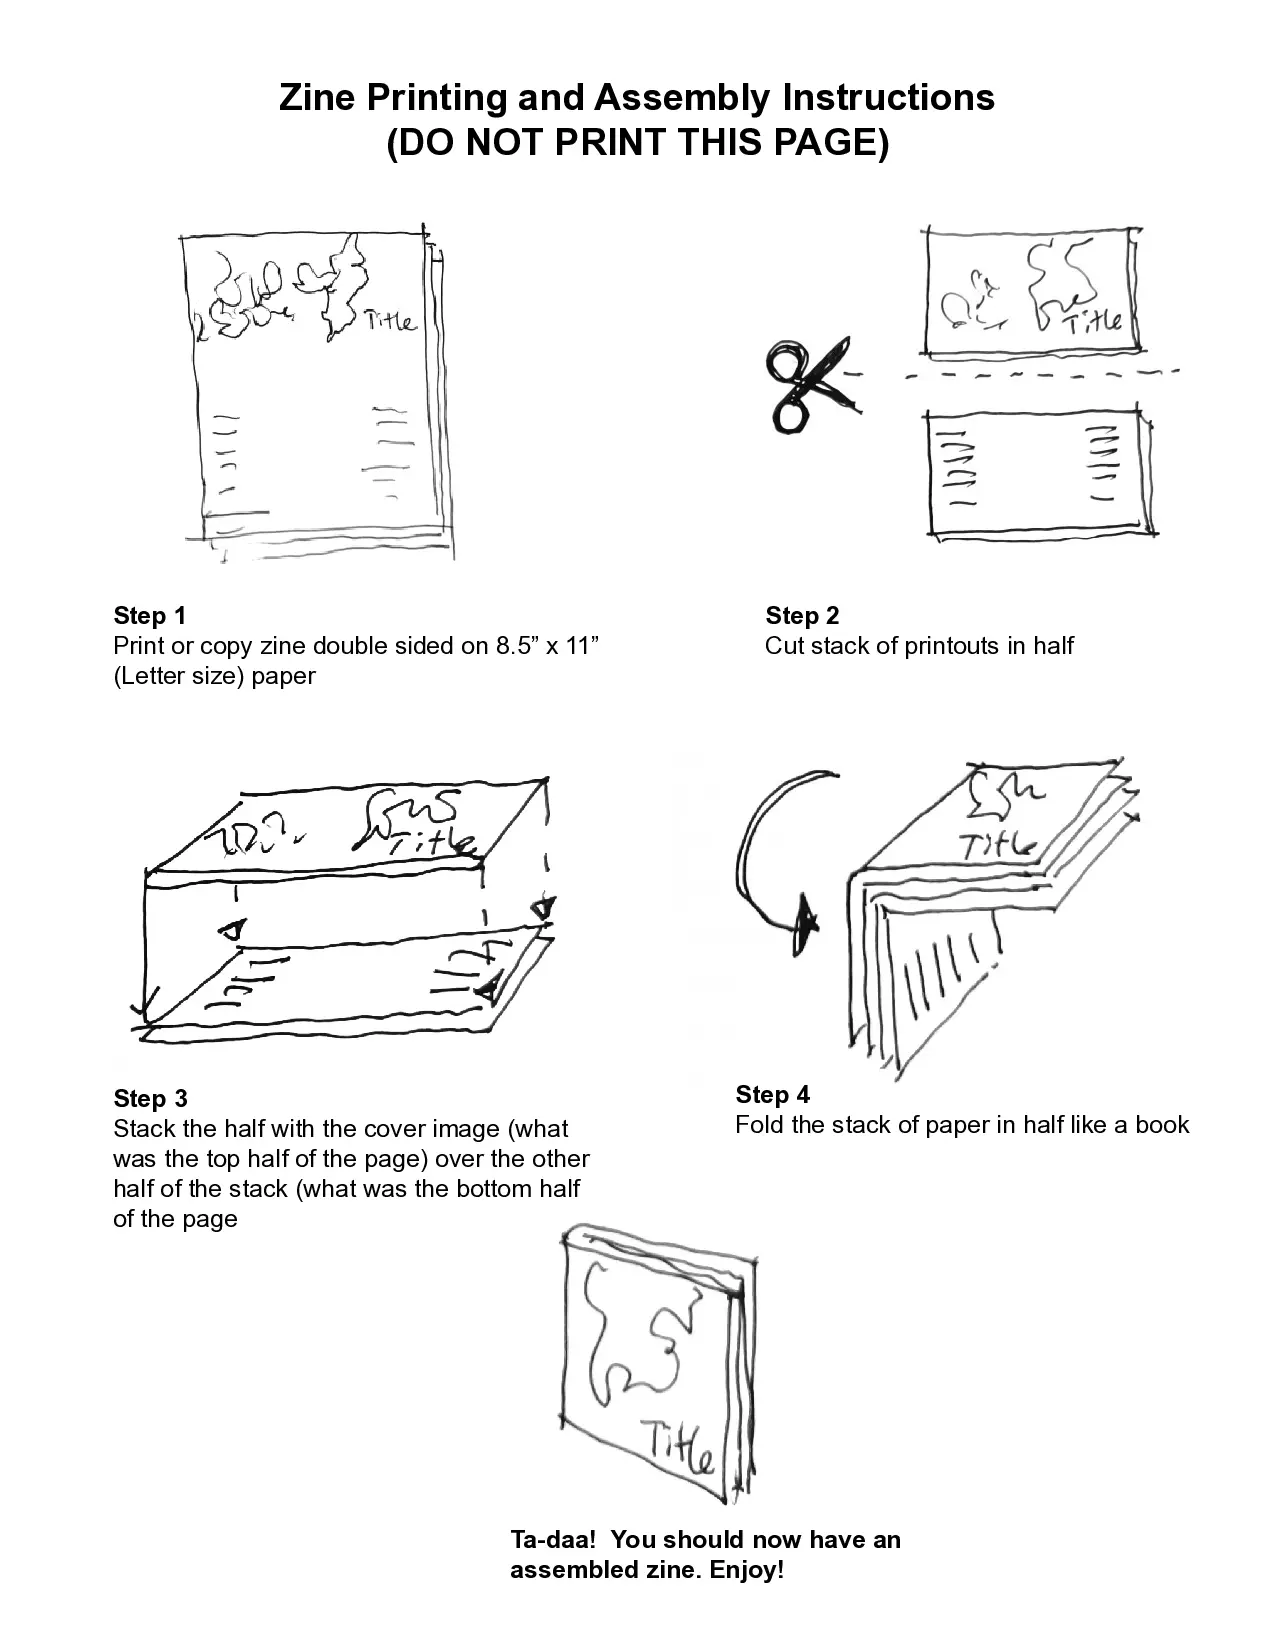 Zine Printing and Assembly Instructions
(DO NOT PRINT THIS PAGE)
Title
Title
Step 1
Print or copy zine double sided on 8.5” x 11”
(Letter size) paper
Step 2
Cut stack of printouts in half
Title
Title
Step 3
Stack the half with the cover image (what
was the top half of the page) over the other
half of the stack (what was the bottom half
of the page
Step 4
Fold the stack of paper in half like a book
Title
Ta-daa!  You should now have an
assembled zine. Enjoy!